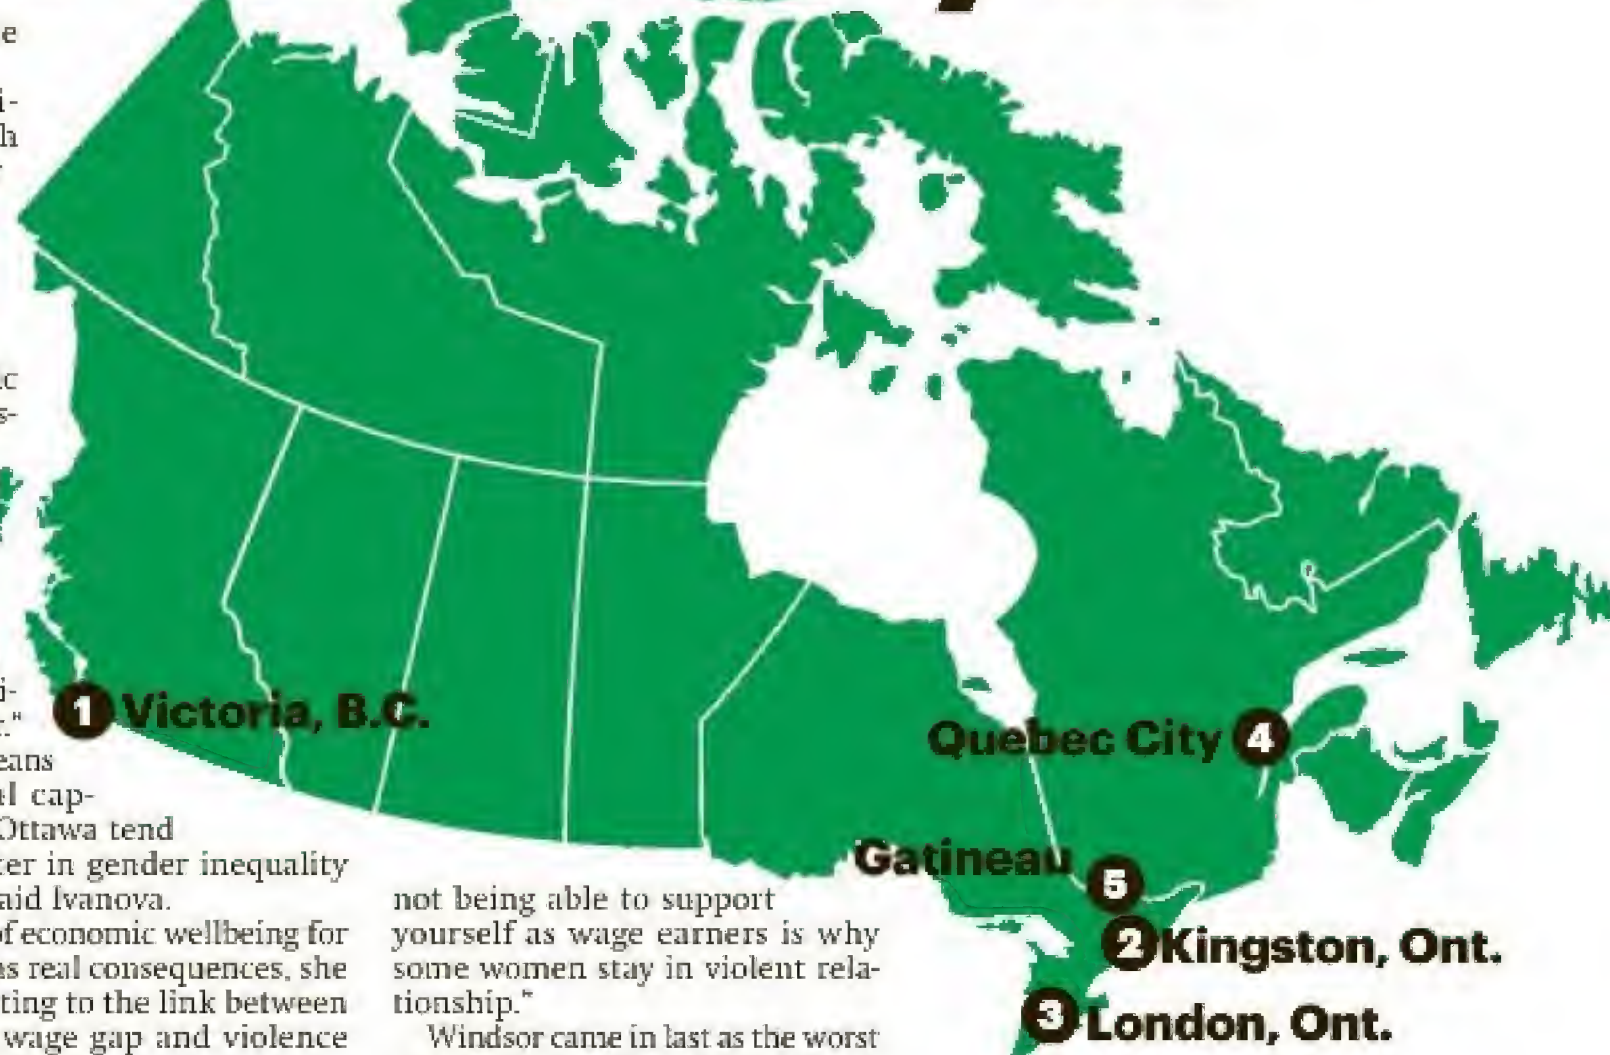 e
i-
h
s-
i-
."
eans
al cap-
Ottawa tend
ter in gender inequality
aid Ivanova.
of economic wellbeing for
as real consequences, she
ting to the link between
wage gap and violence
not being able to support
yourself as wage earners is why
some women stay in violent rela-
tionship."
Windsor came in last as the worst
1 Victoria, B.C.
Quebec City 4
Gatineau 5
2 Kingston, Ont.
3 London, Ont.